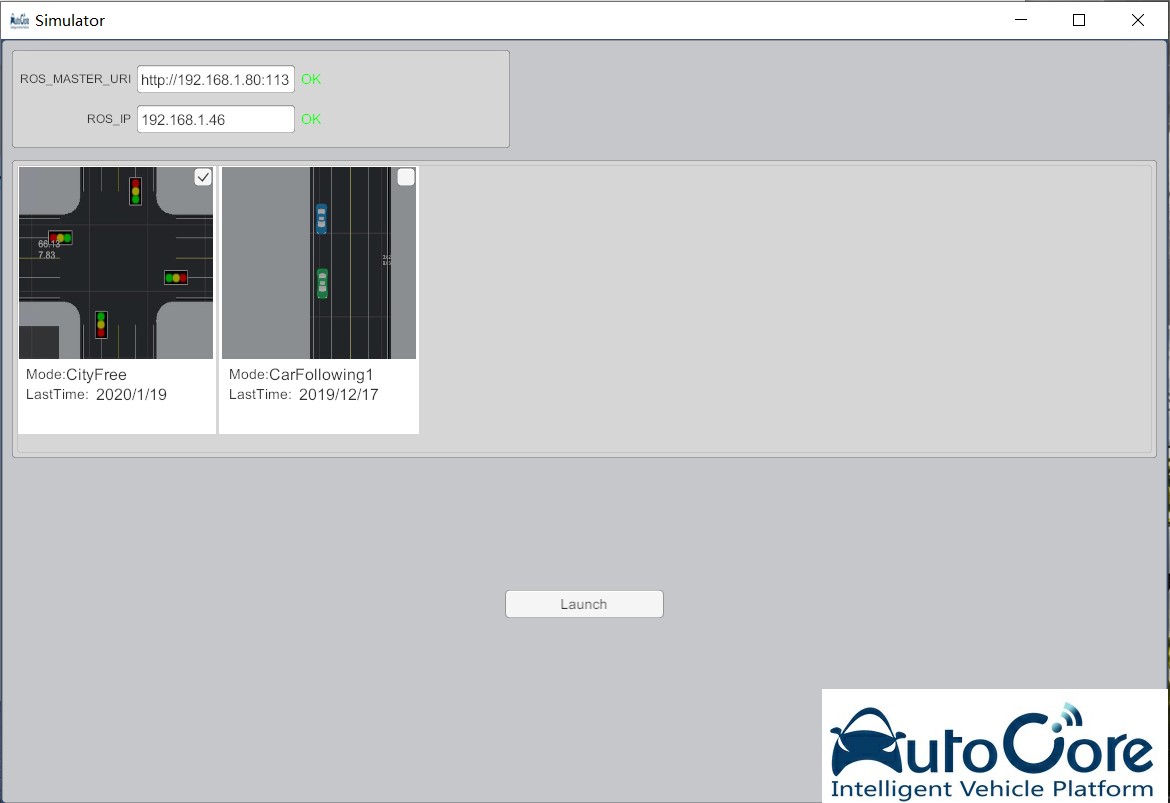 Simulator
ROS_MASTER_URI http://192.168.1.80:113 OK
ROS_IP 192.168.1.46 OK
66.13
7.83
Mode:CityFree
LastTime: 2020/1/19
Mode:CarFollowing1
LastTime: 2019/12/17
Launch
AutoCore
Intelligent Vehicle Platform